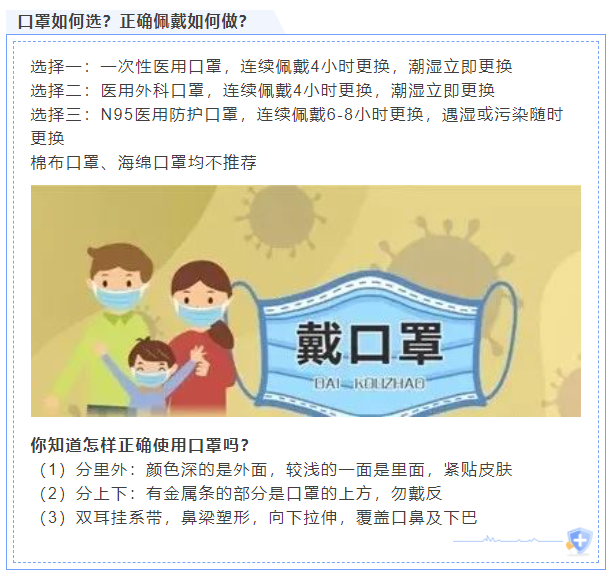 口罩如何选？正确佩戴如何做？
选择一：一次性医用口罩，连续佩戴4小时更换，潮湿立即更换
选择二：医用外科口罩，连续佩戴4小时更换，潮湿立即更换
选择三：N95医用防护口罩，连续佩戴6-8小时更换，遇湿或污染随时
更换
棉布口罩、海绵口罩均不推荐
戴口罩
DAI KOUZHAO
你知道怎样正确使用口罩吗？
（1）分里外：颜色深的是外面，较浅的一面是里面，紧贴皮肤
（2）分上下：有金属条的部分是口罩的上方，勿戴反
（3）双耳挂系带，鼻梁塑形，向下拉伸，覆盖口鼻及下巴